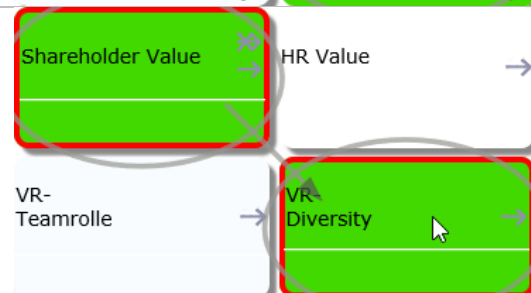 Shareholder Value
HR Value
VR-
Teamrolle
VR-
Diversity